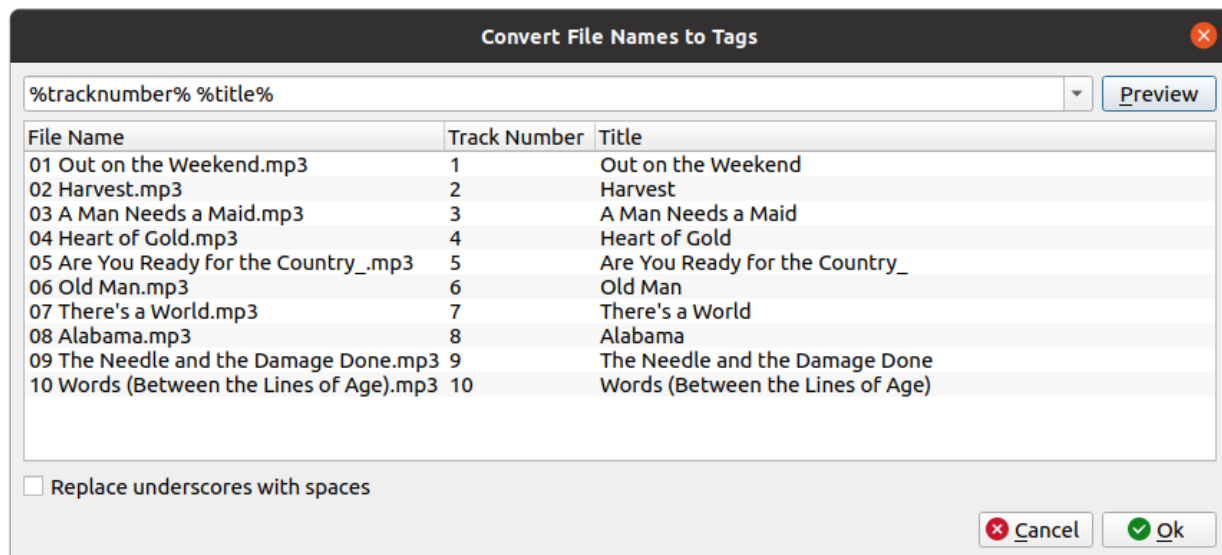 Convert File Names to Tags
%tracknumber% %title%
Preview
File Name Track Number Title
01 Out on the Weekend.mp3 1 Out on the Weekend
02 Harvest.mp3 2 Harvest
03 A Man Needs a Maid.mp3 3 A Man Needs a Maid
04 Heart of Gold.mp3 4 Heart of Gold
05 Are You Ready for the Country_.mp3 5 Are You Ready for the Country_
06 Old Man.mp3 6 Old Man
07 There's a World.mp3 7 There's a World
08 Alabama.mp3 8 Alabama
09 The Needle and the Damage Done.mp3 9 The Needle and the Damage Done
10 Words (Between the Lines of Age).mp3 10 Words (Between the Lines of Age)
Replace underscores with spaces
Cancel Ok